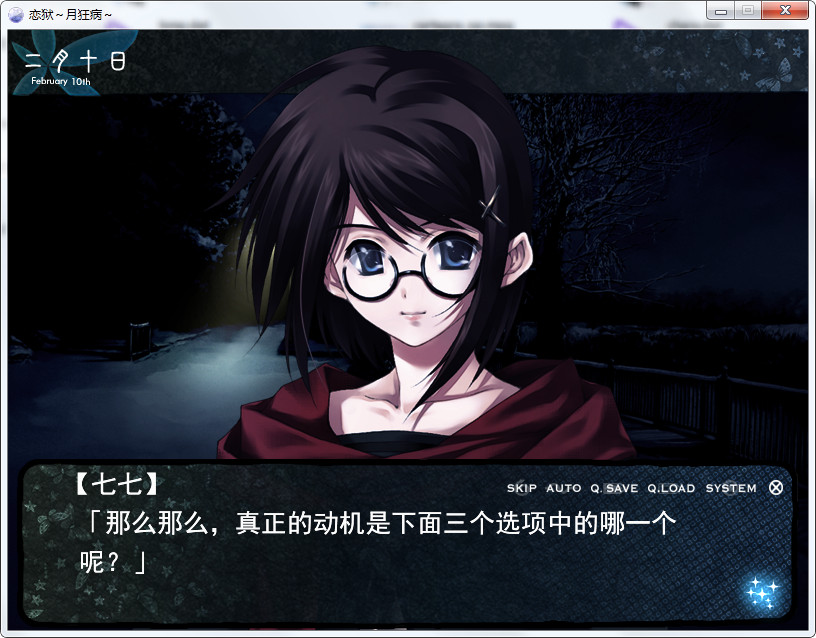 恋狱～月狂病～
二月十日
February 10th
【七七】
SKIP AUTO Q.SAVE Q.LOAD SYSTEM
「那么那么，真正的动机是下面三个选项中的哪一个
呢？」